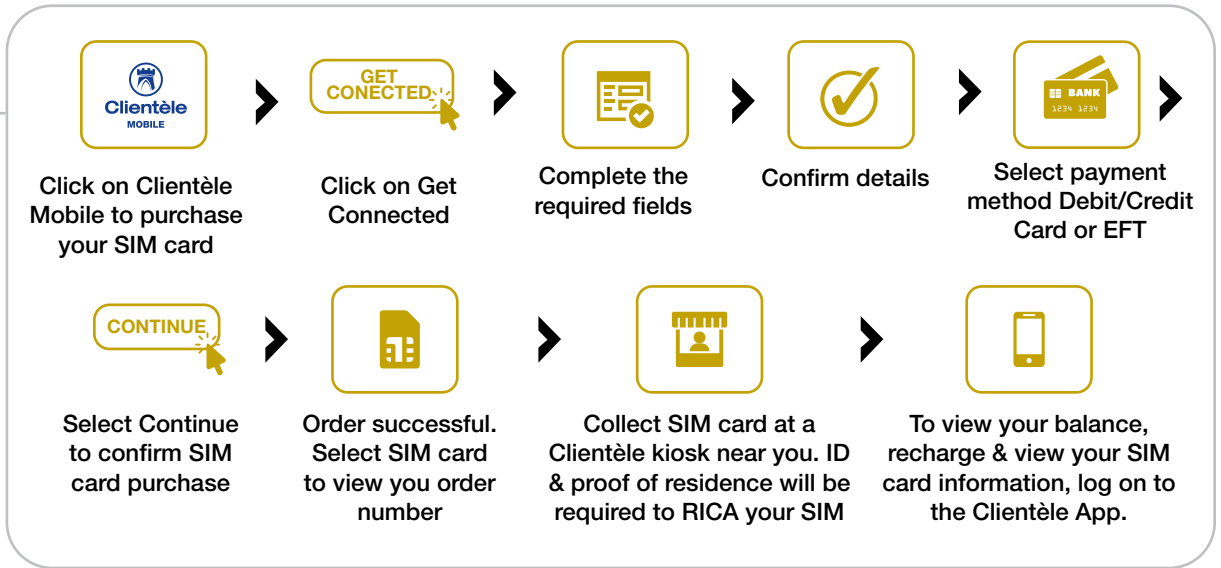 Clientèle
MOBILE
Click on Clientèle
Mobile to purchase
your SIM card
GET
CONECTED
Click on Get
Connected
Complete the
required fields
Confirm details
BANK
1234 1234
Select payment
method Debit/Credit
Card or EFT
CONTINUE
Select Continue
to confirm SIM
card purchase
Order successful.
Select SIM card
to view you order
number
Collect SIM card at a
Clientèle kiosk near you. ID
& proof of residence will be
required to RICA your SIM
To view your balance,
recharge & view your SIM
card information, log on to
the Clientèle App.